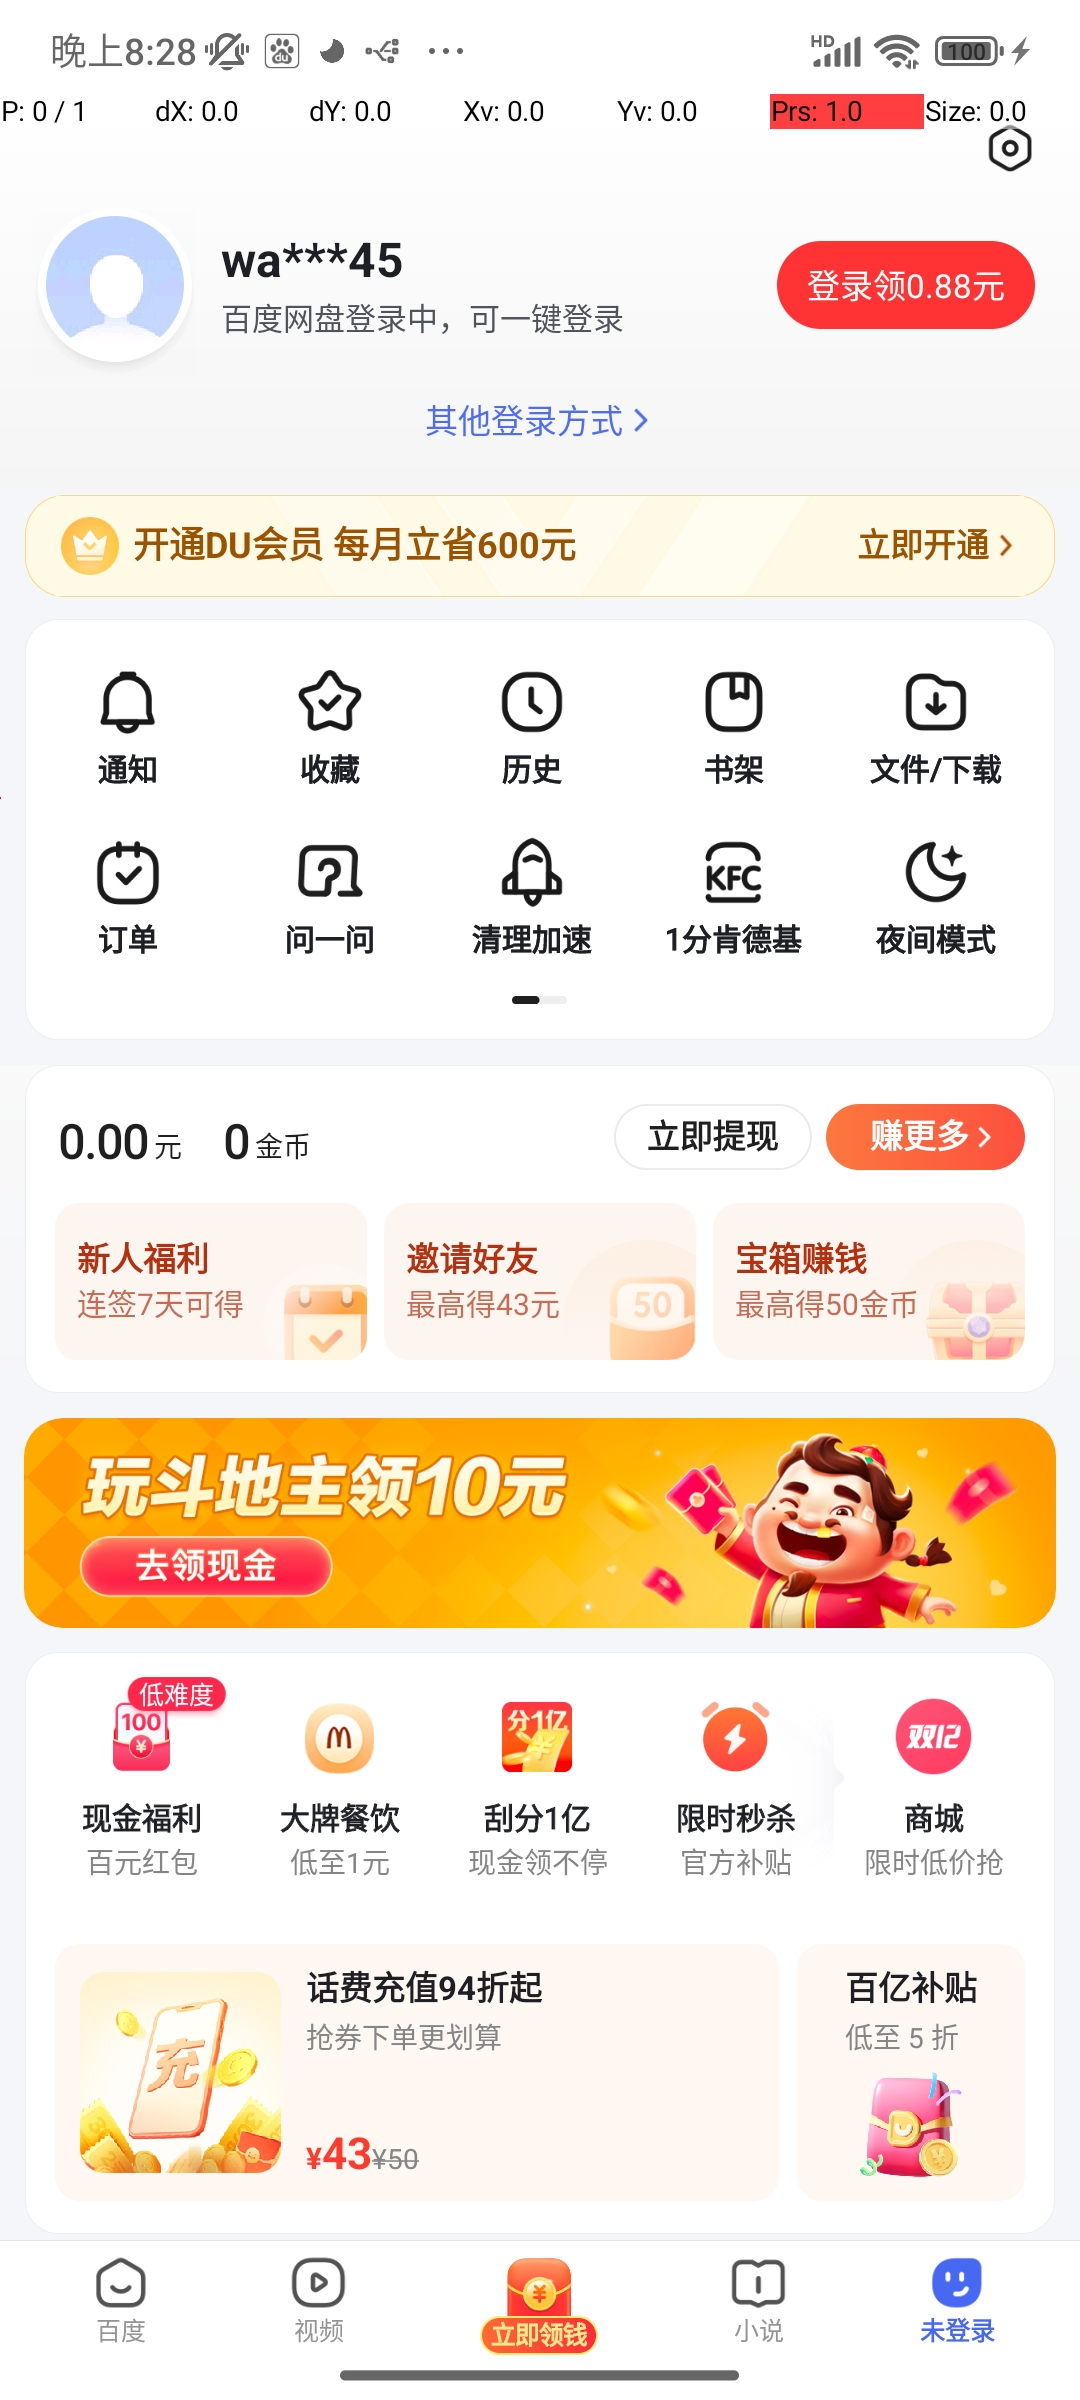 晚上8:28
HD
100
P: 0 / 1
dX: 0.0
dY: 0.0
Xv: 0.0
Yv: 0.0
Prs: 1.0
Size: 0.0
wa***45
百度网盘登录中，可一键登录
登录领0.88元
其他登录方式
开通DU会员 每月立省600元
立即开通
通知
收藏
历史
书架
文件/下载
KFC
订单
问一问
清理加速
1分肯德基
夜间模式
0.00元
0金币
立即提现
赚更多
新人福利
连签7天可得
邀请好友
最高得43元
50
宝箱赚钱
最高得50金币
玩斗地主领10元
去领现金
低难度
100
¥
分1亿
双12
现金福利
百元红包
大牌餐饮
低至1元
刮分1亿
现金领不停
限时秒杀
官方补贴
商城
限时低价抢
充
话费充值94折起
抢券下单更划算
¥43¥50
百亿补贴
低至 5 折
百度
视频
立即领钱
小说
未登录